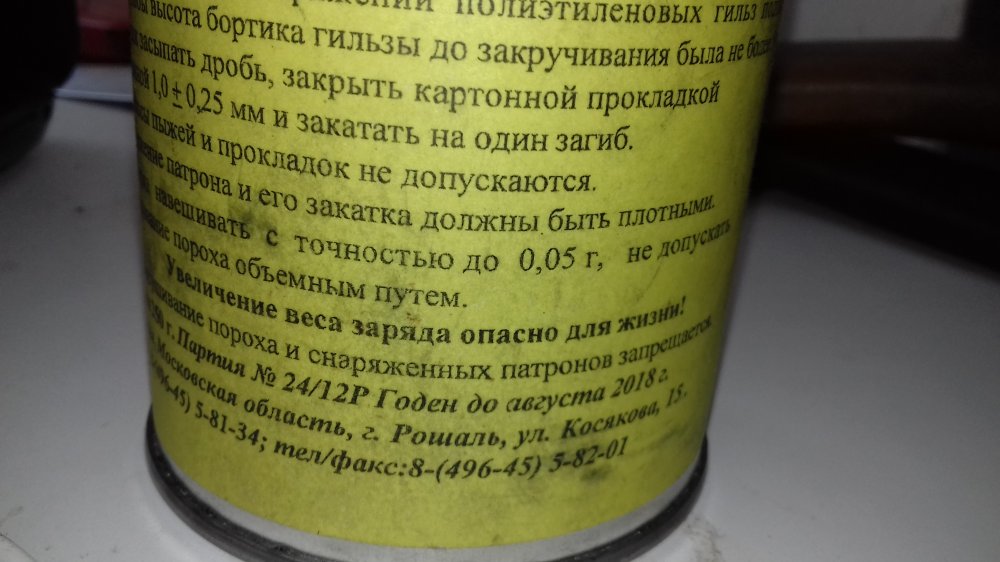 полиэтиленовых гильз
высота бортика гильзы до закручивания была не более
засыпать дробь, закрыть картонной прокладкой
1,0 ± 0,25 мм и закатать на один загиб.
пыжей и прокладок не допускаются.
патрона и его закатка должны быть плотными.
навешивать с точностью до 0,05 г, не допускать
пороха объемным путем.
Увеличение веса заряда опасно для жизни!
пороха и снаряженных патронов запрещается.
г. Партия № 24/12Р Годен до августа 2018 г.
Московская область, г. Рошаль, ул. Косякова, 15.
5-81-34; тел/факс:8-(496-45) 5-82-01